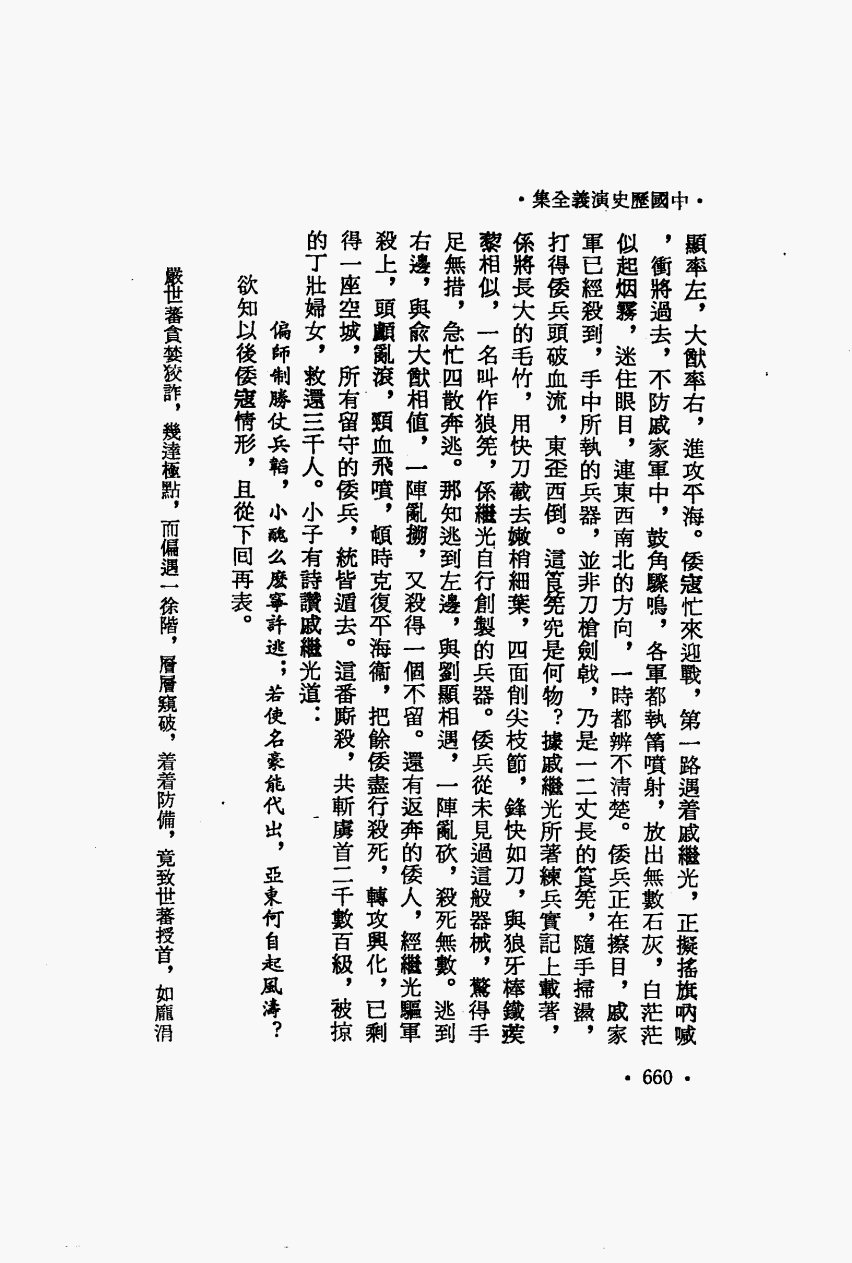 •中國歷史演義全集•
顯率左，大猷率右，進攻平海。倭寇忙來迎戰，第一路遇着戚繼光，正擬搖旗吶喊
，衝將過去，不防戚家軍中，鼓角驟鳴，各軍都執筩噴射，放出無數石灰，白茫茫
似起烟霧，迷住眼目，連東西南北的方向，一時都辨不清楚。倭兵正在擦目，戚家
軍已經殺到，手中所執的兵器，並非刀槍劍戟，乃是一二丈長的筤筅，隨手掃盪，
打得倭兵頭破血流，東歪西倒。這筤筅究是何物？據戚繼光所著練兵實記上載著，
係將長大的毛竹，用快刀截去嫩梢細葉，四面削尖枝節，鋒快如刀，與狼牙棒鐵蒺
藜相似，一名叫作狼筅，係繼光自行創製的兵器。倭兵從未見過這般器械，驚得手
足無措，急忙四散奔逃。那知逃到左邊，與劉顯相遇，一陣亂砍，殺死無數。逃到
右邊，與俞大猷相值，一陣亂搠，又殺得一個不留。還有返奔的倭人，經繼光驅軍
殺上，頭顱亂滾，頸血飛噴，頓時克復平海衞，把餘倭盡行殺死，轉攻興化，已剩
得一座空城，所有留守的倭兵，統皆遁去。這番廝殺，共斬虜首二千數百級，被掠
的丁壯婦女，救還三千人。小子有詩讚戚繼光道：
偏師制勝仗兵韜，小醜么麼寧許逃；若使名豪能代出，亞東何自起風濤？
欲知以後倭寇情形，且從下回再表。
嚴世蕃貪婪狡詐，幾達極點，而偏遇一徐階，層層窺破，着着防備，竟致世蕃授首，如龐涓
•660•